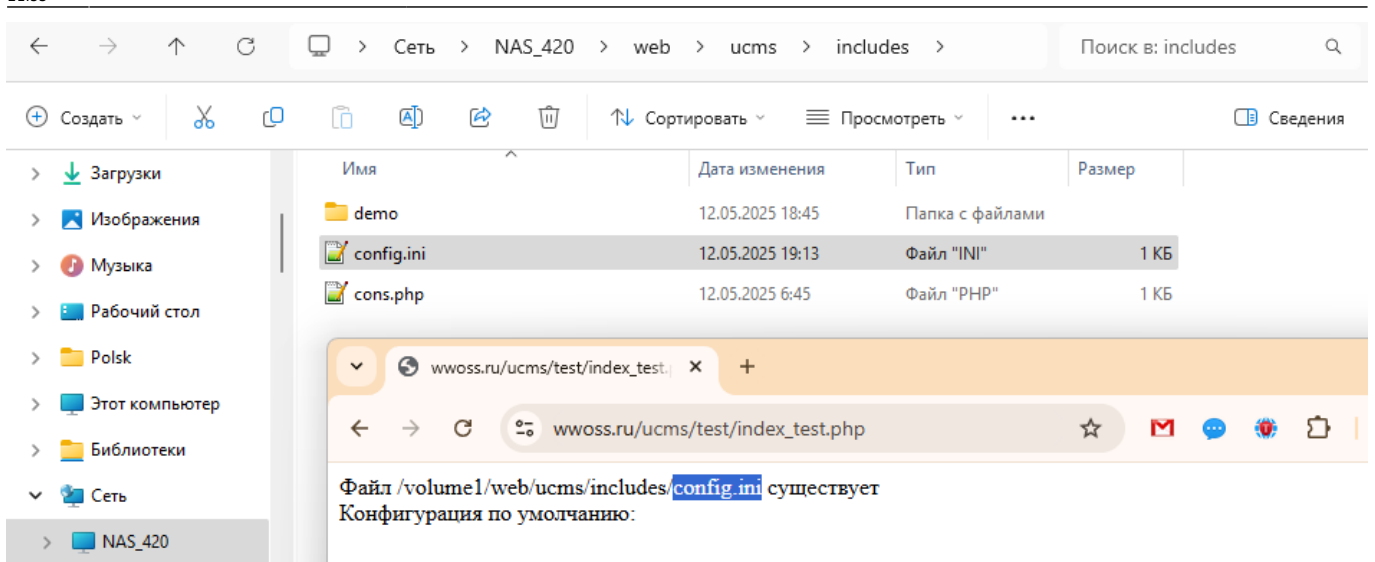 Сеть > NAS_420 > web > ucms > includes >
Поиск в: includes
Создать
Сортировать
Просмотреть
Сведения
Имя Дата изменения Тип Размер
Загрузки
Изображения
Музыка
Рабочий стол
Polsk
Этот компьютер
Библиотеки
Сеть
NAS_420
demo 12.05.2025 18:45 Папка с файлами
config.ini 12.05.2025 19:13 Файл "INI" 1 КБ
cons.php 12.05.2025 6:45 Файл "PHP" 1 КБ
wwoss.ru/ucms/test/index_test.
wwoss.ru/ucms/test/index_test.php
Файл /volume1/web/ucms/includes/config.ini существует
Конфигурация по умолчанию: